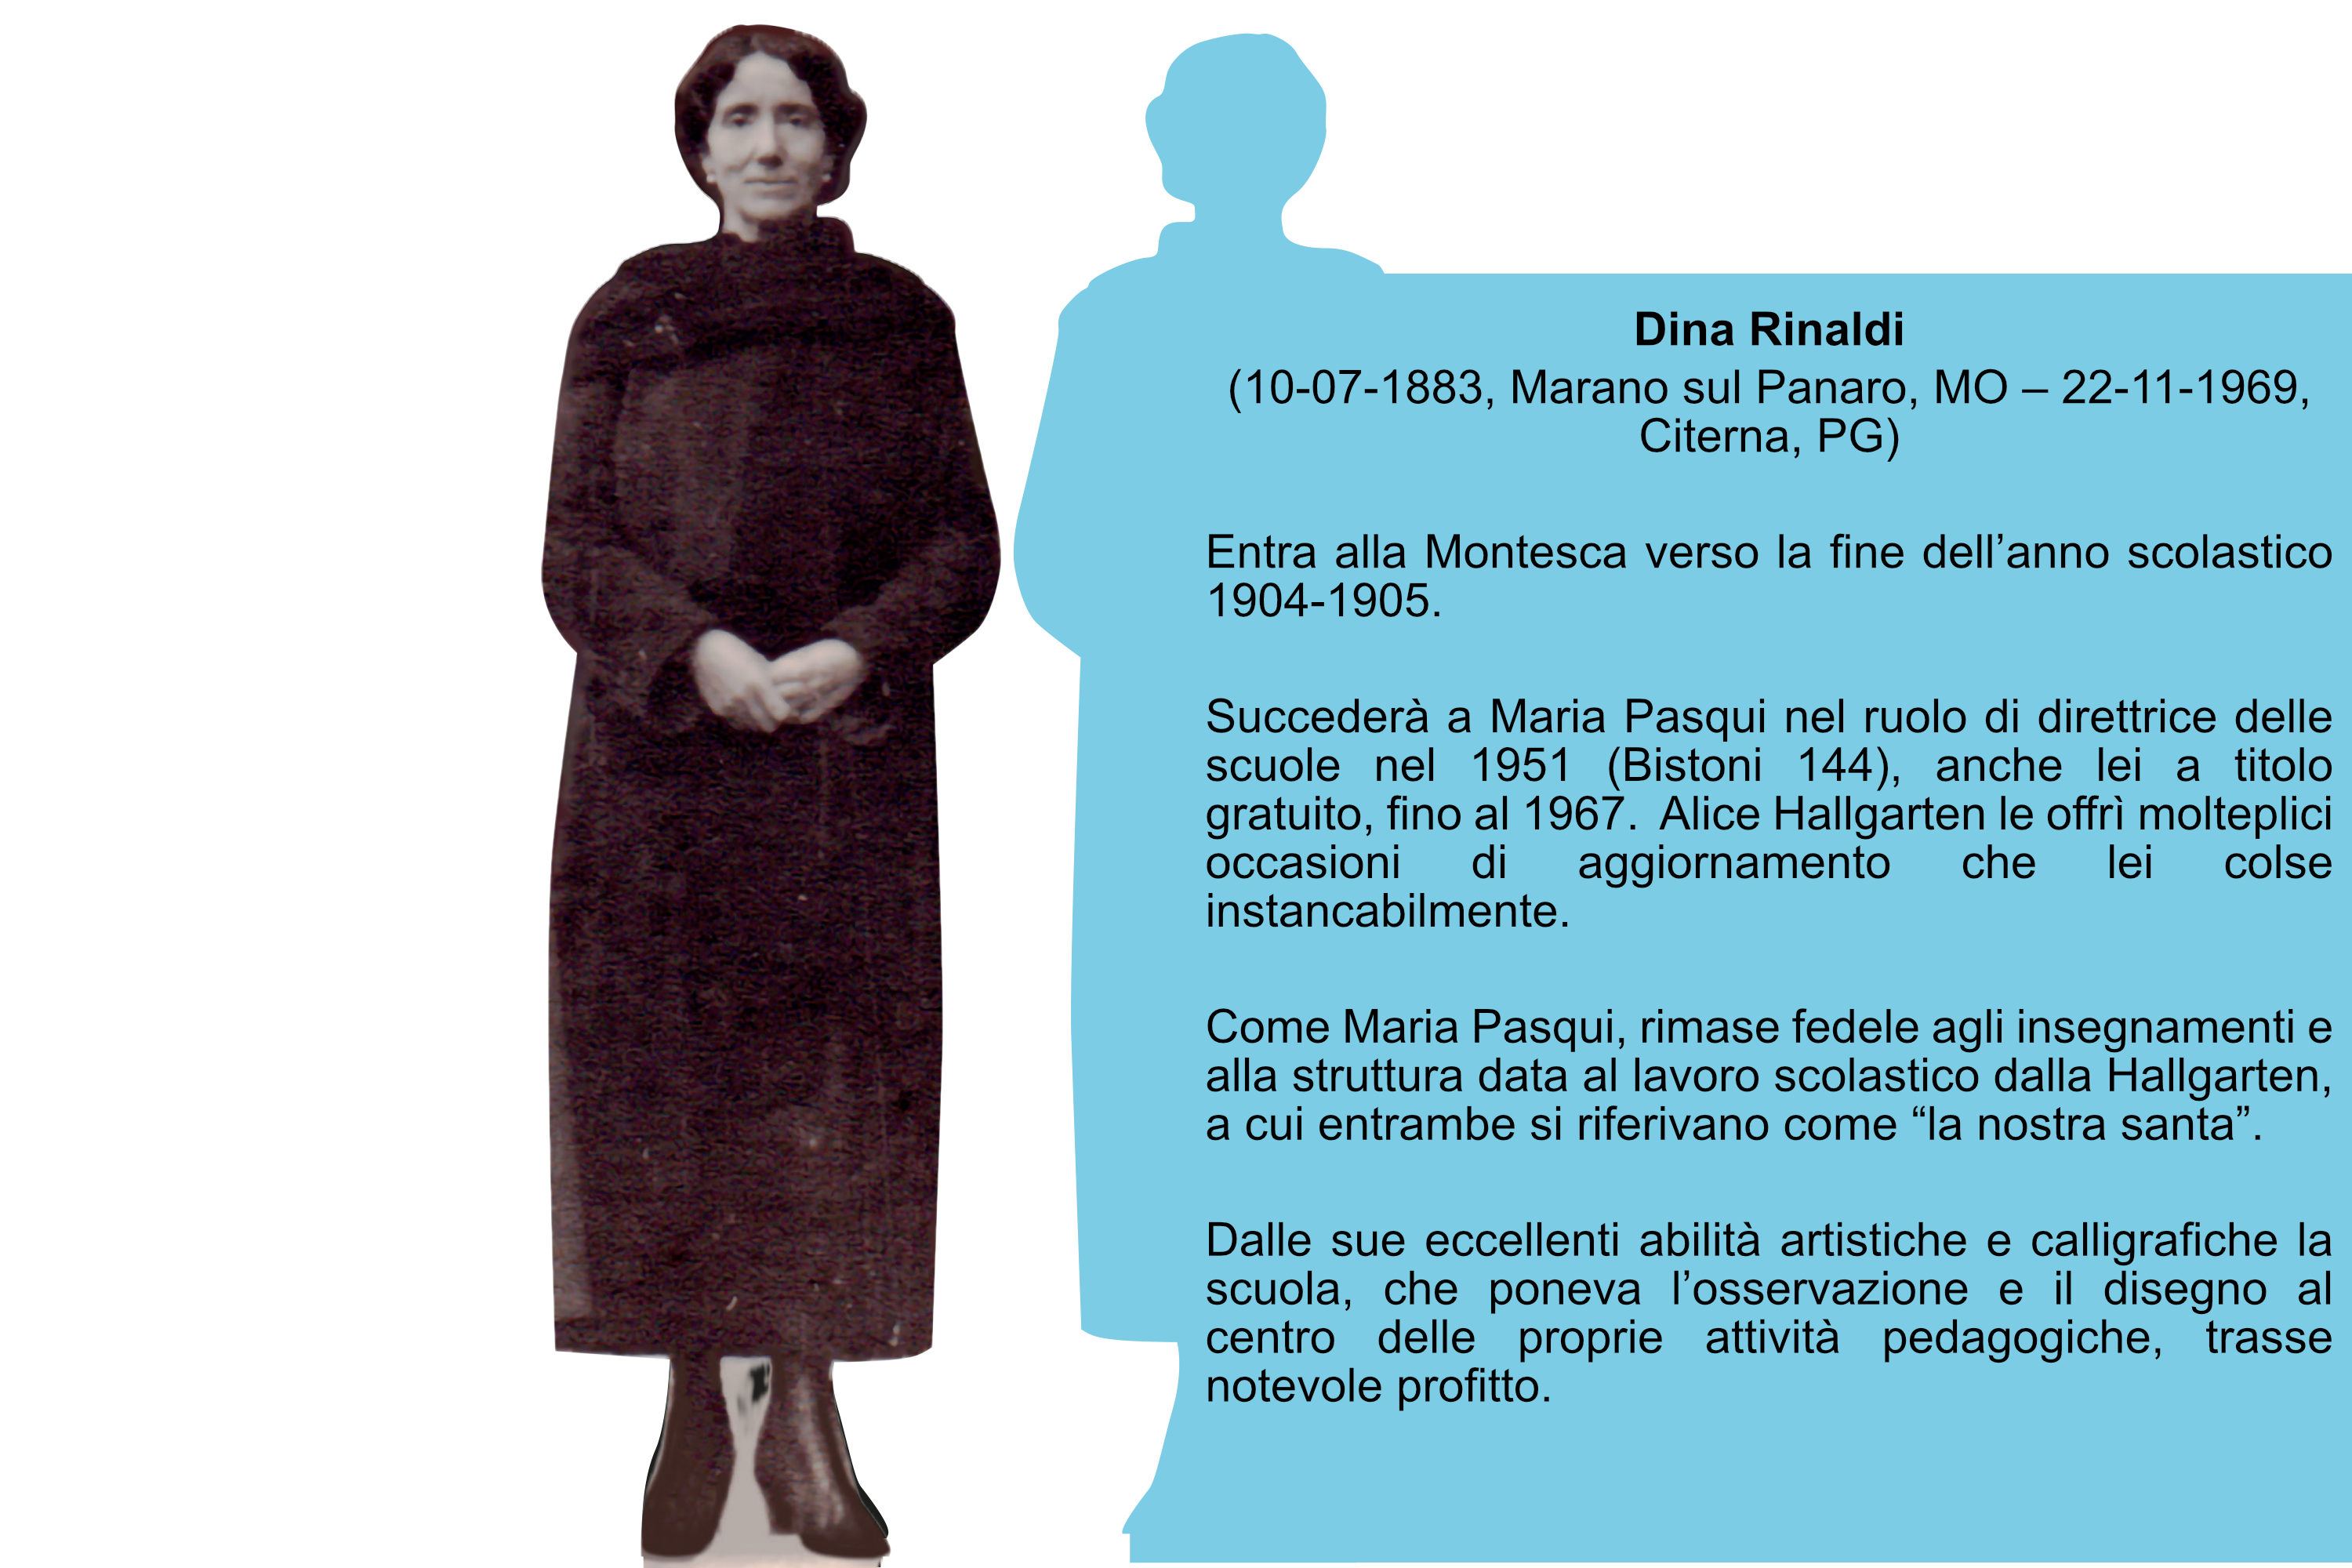 Dina Rinaldi
(10-07-1883, Marano sul Panaro, MO – 22-11-1969,
Citerna, PG)
Entra alla Montesca verso la fine dell’anno scolastico
1904-1905.
Succederà a Maria Pasqui nel ruolo di direttrice delle
scuole nel 1951 (Bistoni 144), anche lei a titolo
gratuito, fino al 1967.  Alice Hallgarten le offrì molteplici
occasioni di aggiornamento che lei colse
instancabilmente.
Come Maria Pasqui, rimase fedele agli insegnamenti e
alla struttura data al lavoro scolastico dalla Hallgarten,
a cui entrambe si riferivano come “la nostra santa”.
Dalle sue eccellenti abilità artistiche e calligrafiche la
scuola, che poneva l’osservazione e il disegno al
centro delle proprie attività pedagogiche, trasse
notevole profitto.